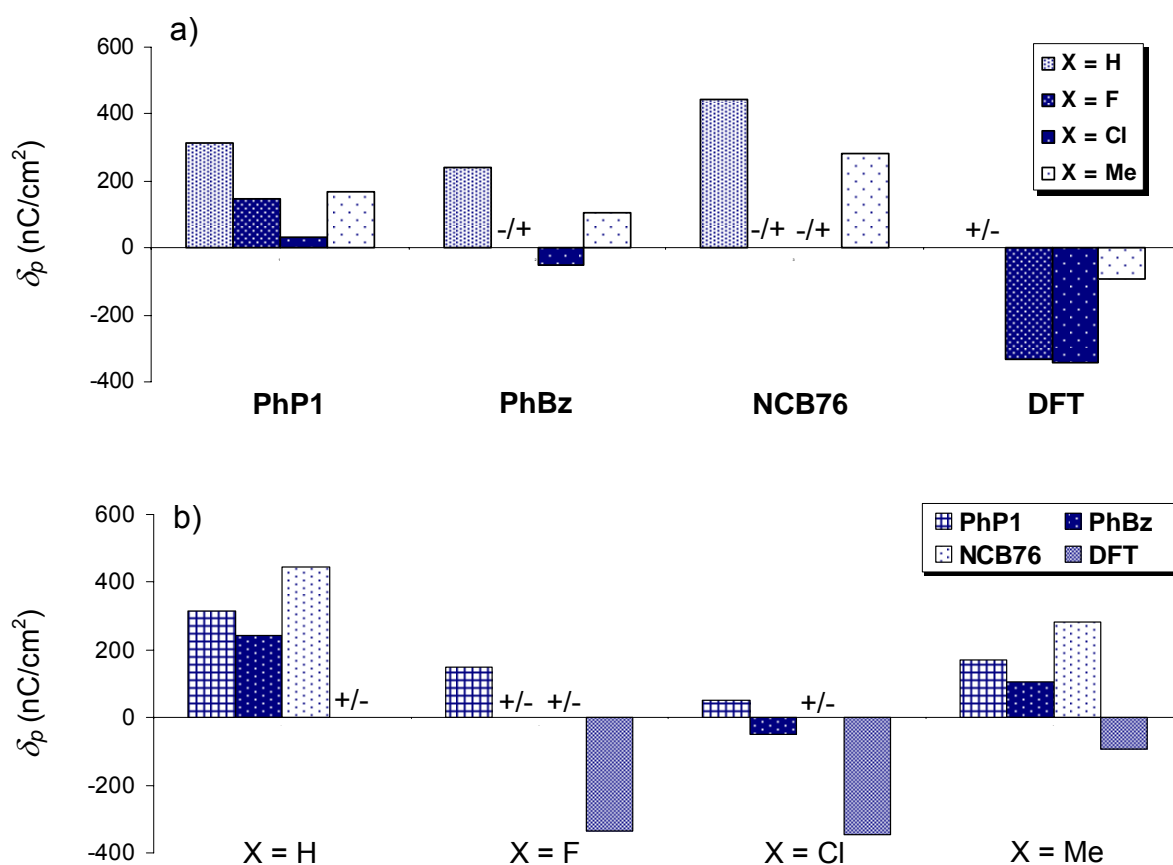 a)
600
400
200
0
-200
-400
δp (nC/cm²)
X = H
X = F
X = Cl
X = Me
-/+
-/+
-/+
+/-
PhP1
PhBz
NCB76
DFT
b)
600
400
200
0
-200
-400
δp (nC/cm²)
PhP1 PhBz
NCB76 DFT
+/-
+/- +/-
+/-
X = H
X = F
X = Cl
X = Me